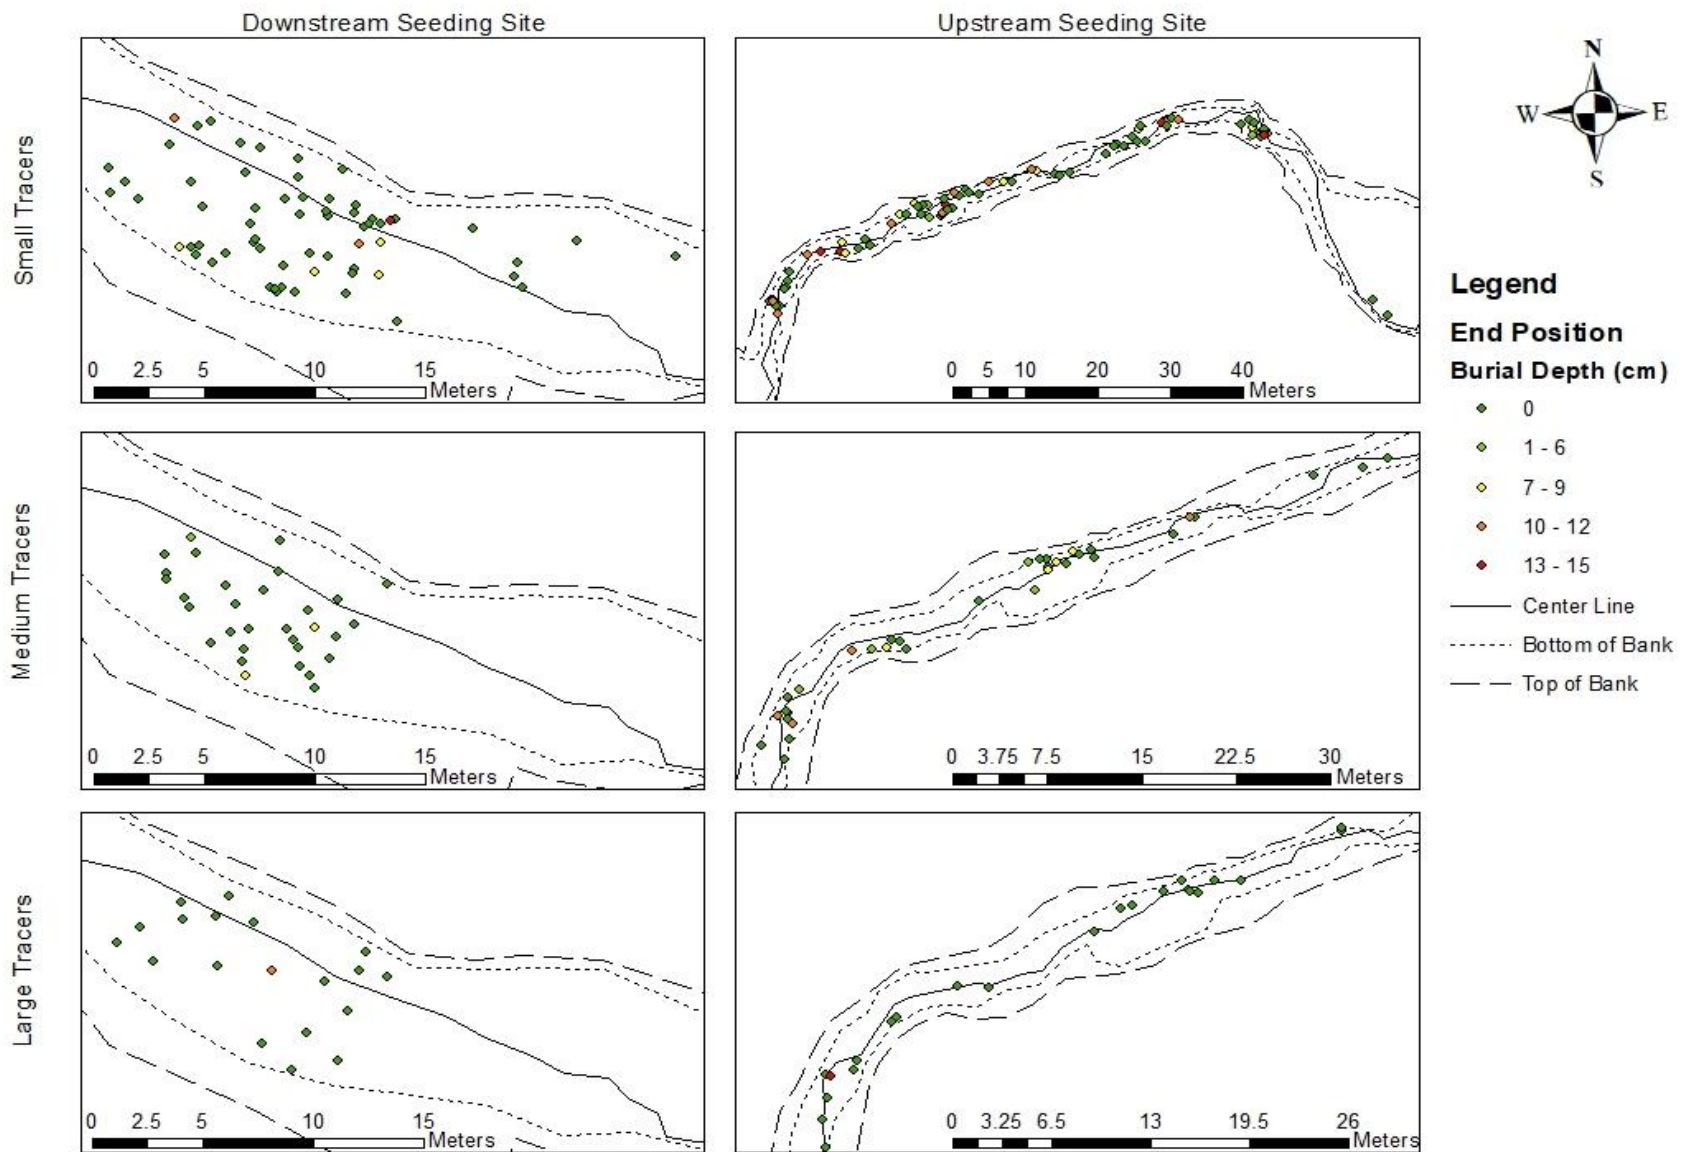 Downstream Seeding Site
Upstream Seeding Site
N
W E
S
Small Tracers
0 2.5 5 10 15
Meters
0 5 10 20 30 40
Meters
Medium Tracers
0 2.5 5 10 15
Meters
0 3.75 7.5 15 22.5 30
Meters
Large Tracers
0 2.5 5 10 15
Meters
0 3.25 6.5 13 19.5 26
Meters
Legend
End Position
Burial Depth (cm)
0
1 - 6
7 - 9
10 - 12
13 - 15
Center Line
Bottom of Bank
Top of Bank